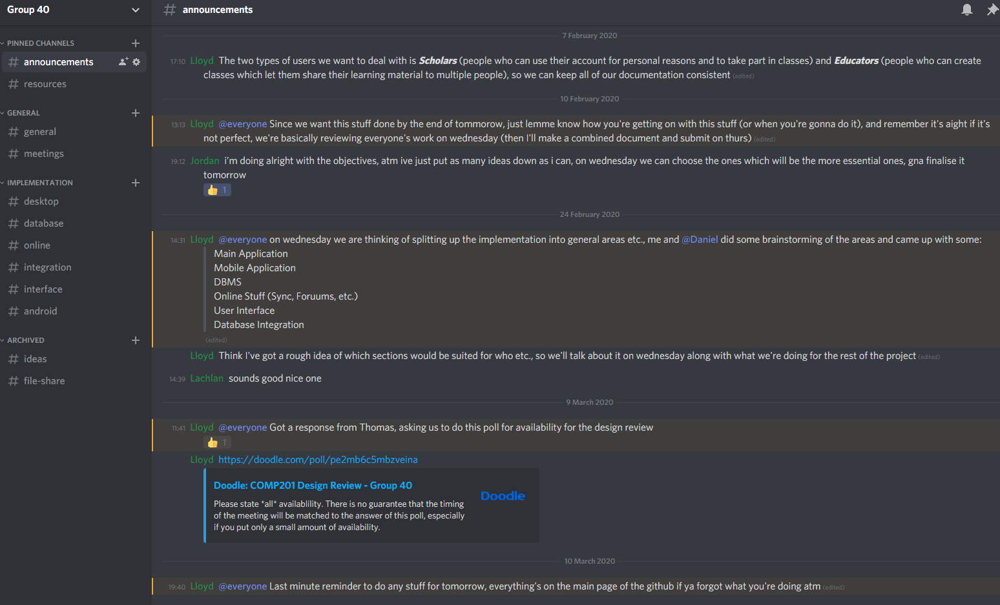 Group 40
PINNED CHANNELS
# announcements
# resources
GENERAL
# general
# meetings
IMPLEMENTATION
# desktop
# database
# online
# integration
# interface
# android
ARCHIVED
# ideas
# file-share
# announcements
7 February 2020
17:10 Lloyd The two types of users we want to deal with is Scholars (people who can use their account for personal reasons and to take part in classes) and Educators (people who can create
classes which let them share their learning material to multiple people), so we can keep all of our documentation consistent (edited)
10 February 2020
13:13 Lloyd @everyone Since we want this stuff done by the end of tommorow, just lemme know how you're getting on with this stuff (or when you're gonna do it), and remember it's aight if it's
not perfect, we're basically reviewing everyone's work on wednesday (then I'll make a combined document and submit on thurs) (edited)
19:12 Jordan i'm doing alright with the objectives, atm ive just put as many ideas down as i can, on wednesday we can choose the ones which will be the more essential ones, gna finalise it
tomorrow
👍 1
24 February 2020
14:31 Lloyd @everyone on wednesday we are thinking of splitting up the implementation into general areas etc., me and @Daniel did some brainstorming of the areas and came up with some:
Main Application
Mobile Application
DBMS
Online Stuff (Sync, Foruums, etc.)
User Interface
Database Integration
(edited)
Lloyd Think I've got a rough idea of which sections would be suited for who etc., so we'll talk about it on wednesday along with what we're doing for the rest of the project (edited)
14:39 Lachlan sounds good nice one
9 March 2020
11:41 Lloyd @everyone Got a response from Thomas, asking us to do this poll for availability for the design review
👍 1
Lloyd https://doodle.com/poll/pe2mb6c5mbzveina
Doodle: COMP201 Design Review - Group 40
Doodle
Please state *all* availablility. There is no guarantee that the timing
of the meeting will be matched to the answer of this poll, especially
if you put only a small amount of availability.
10 March 2020
19:40 Lloyd @everyone Last minute reminder to do any stuff for tomorrow, everything's on the main page of the github if ya forgot what you're doing atm (edited)